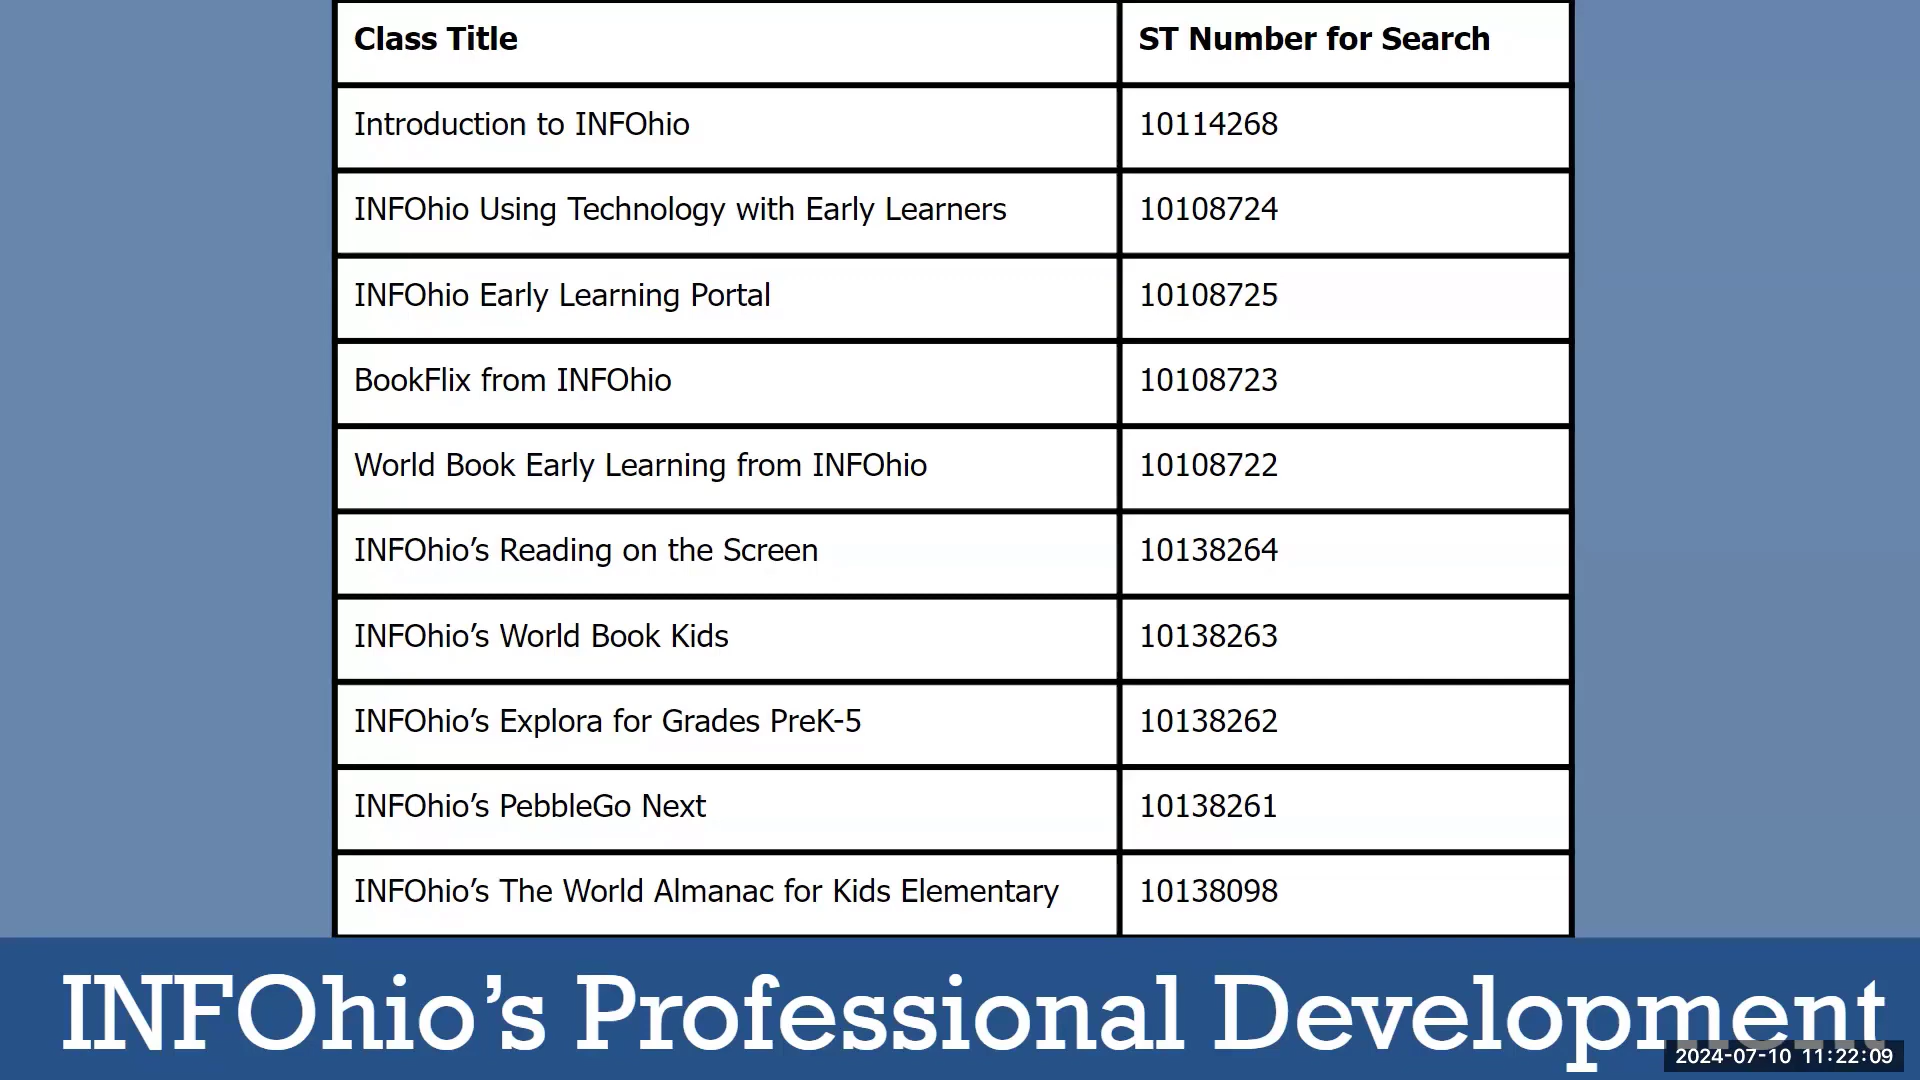 Class Title
ST Number for Search
Introduction to INFOhio
10114268
INFOhio Using Technology with Early Learners
10108724
INFOhio Early Learning Portal
10108725
BookFlix from INFOhio
10108723
World Book Early Learning from INFOhio
10108722
INFOhio’s Reading on the Screen
10138264
INFOhio’s World Book Kids
10138263
INFOhio’s Explora for Grades PreK-5
10138262
INFOhio’s PebbleGo Next
10138261
INFOhio’s The World Almanac for Kids Elementary
10138098
INFOhio’s Professional Development
2024-07-10 11:22:09